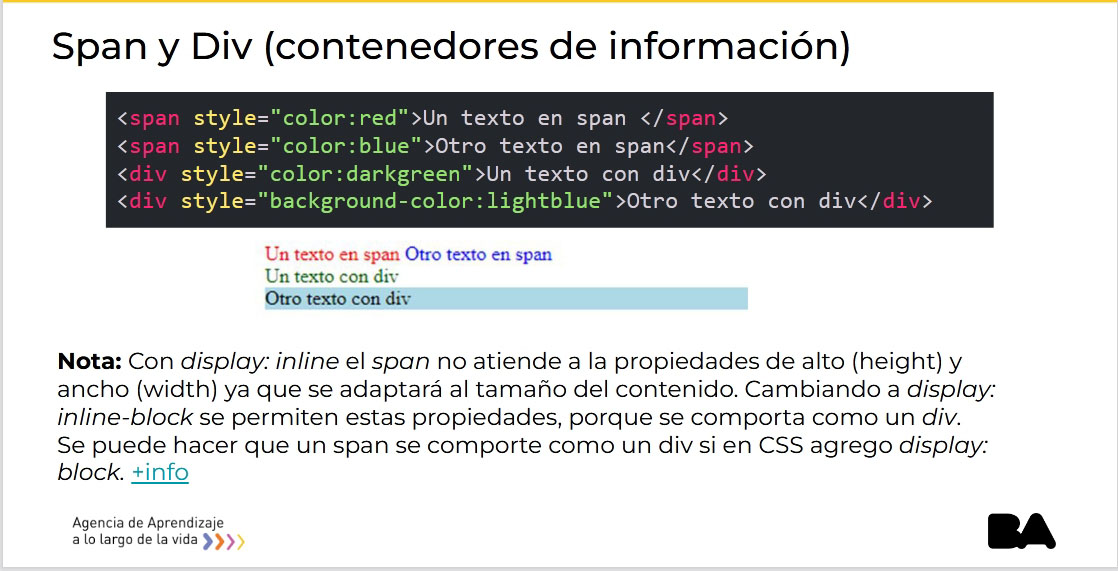 Span y Div (contenedores de información)
<span style="color:red">Un texto en span </span>
<span style="color:blue">Otro texto en span</span>
<div style="color:darkgreen">Un texto con div</div>
<div style="background-color:lightblue">Otro texto con div</div>
Un texto en span Otro texto en span
Un texto con div
Otro texto con div
Nota: Con display: inline el span no atiende a la propiedades de alto (height) y
ancho (width) ya que se adaptará al tamaño del contenido. Cambiando a display:
inline-block se permiten estas propiedades, porque se comporta como un div.
Se puede hacer que un span se comporte como un div si en CSS agrego display:
block. +info
Agencia de Aprendizaje
a lo largo de la vida
BA